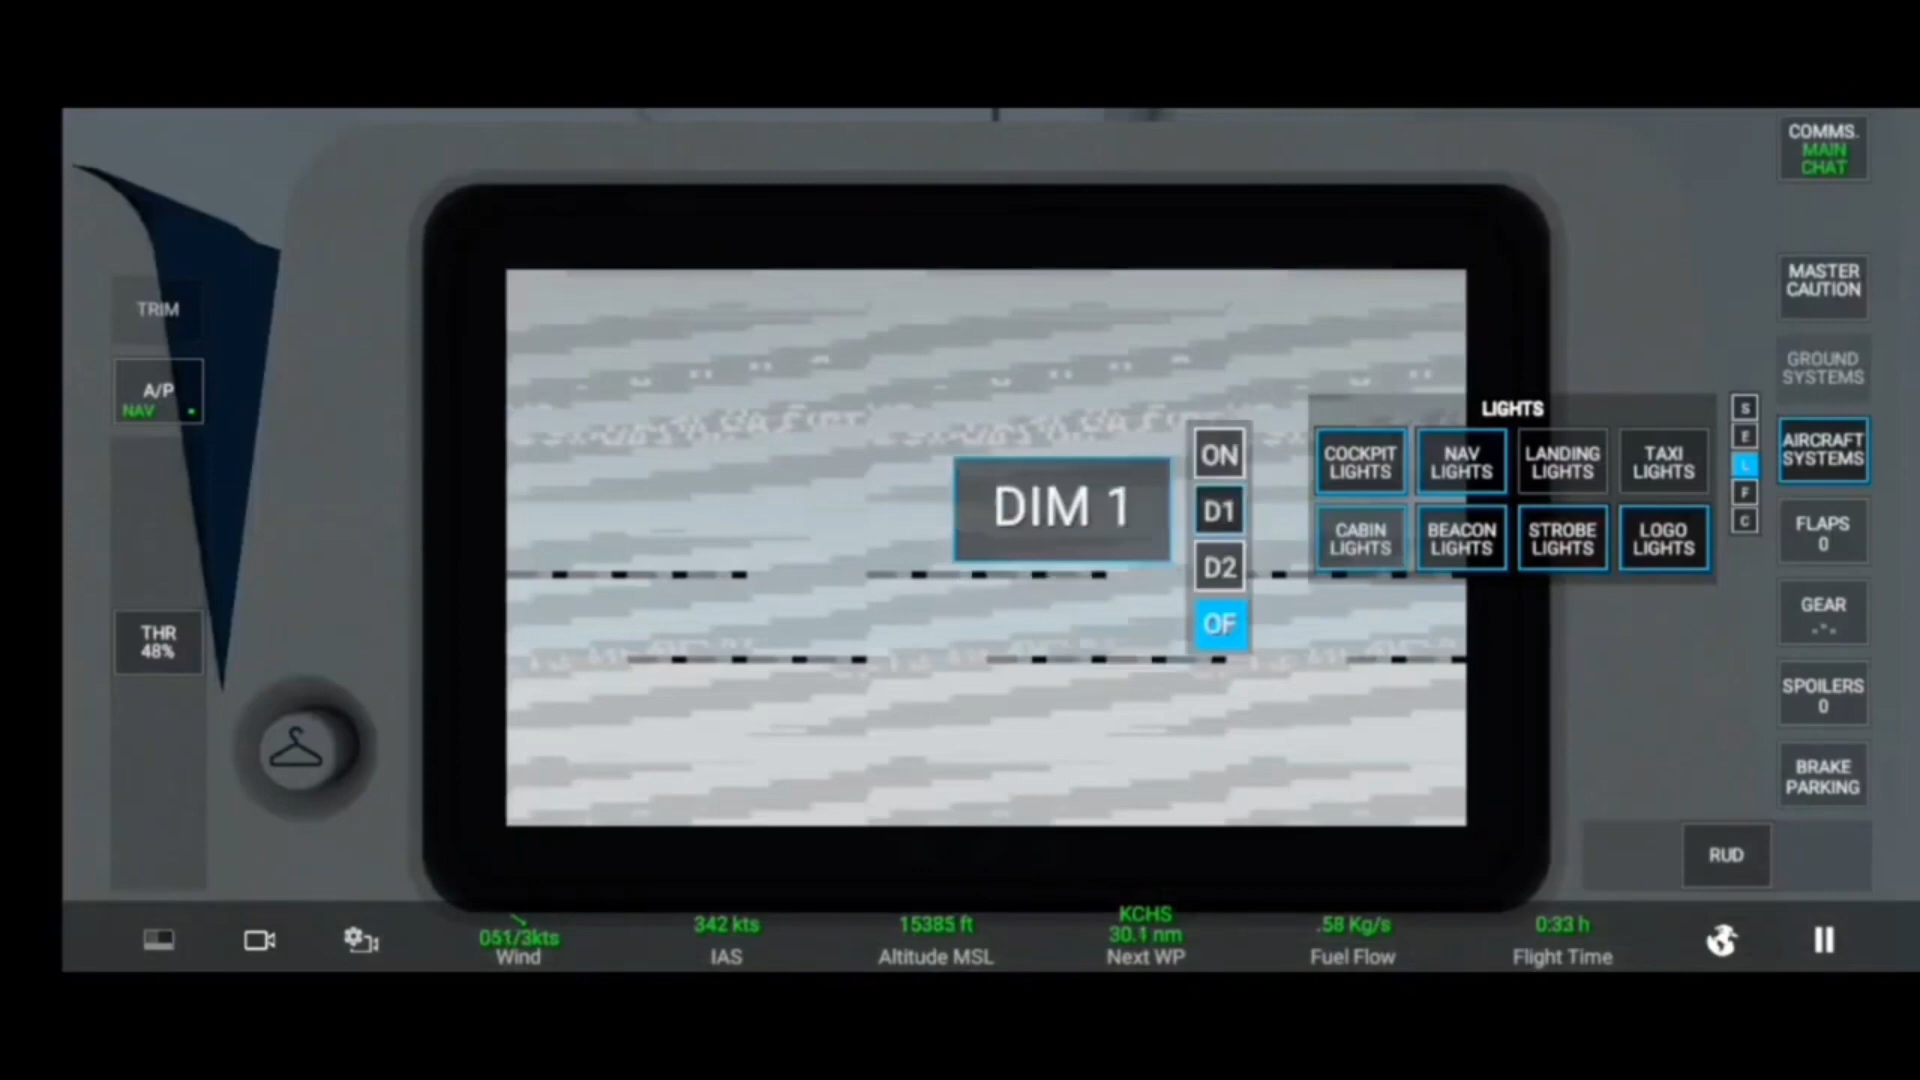 COMMS.
MAIN
CHAT
MASTER
CAUTION
GROUND
SYSTEMS
AIRCRAFT
SYSTEMS
FLAPS
0
GEAR
SPOILERS
0
BRAKE
PARKING
RUD
TRIM
A/P
NAV
THR
48%
DIM 1
ON
D1
D2
OF
LIGHTS
COCKPIT
LIGHTS
NAV
LIGHTS
LANDING
LIGHTS
TAXI
LIGHTS
CABIN
LIGHTS
BEACON
LIGHTS
STROBE
LIGHTS
LOGO
LIGHTS
S
E
L
F
C
051/3kts
Wind
342 kts
IAS
15385 ft
Altitude MSL
KCHS
30.1 nm
Next WP
.58 Kg/s
Fuel Flow
0:33 h
Flight Time